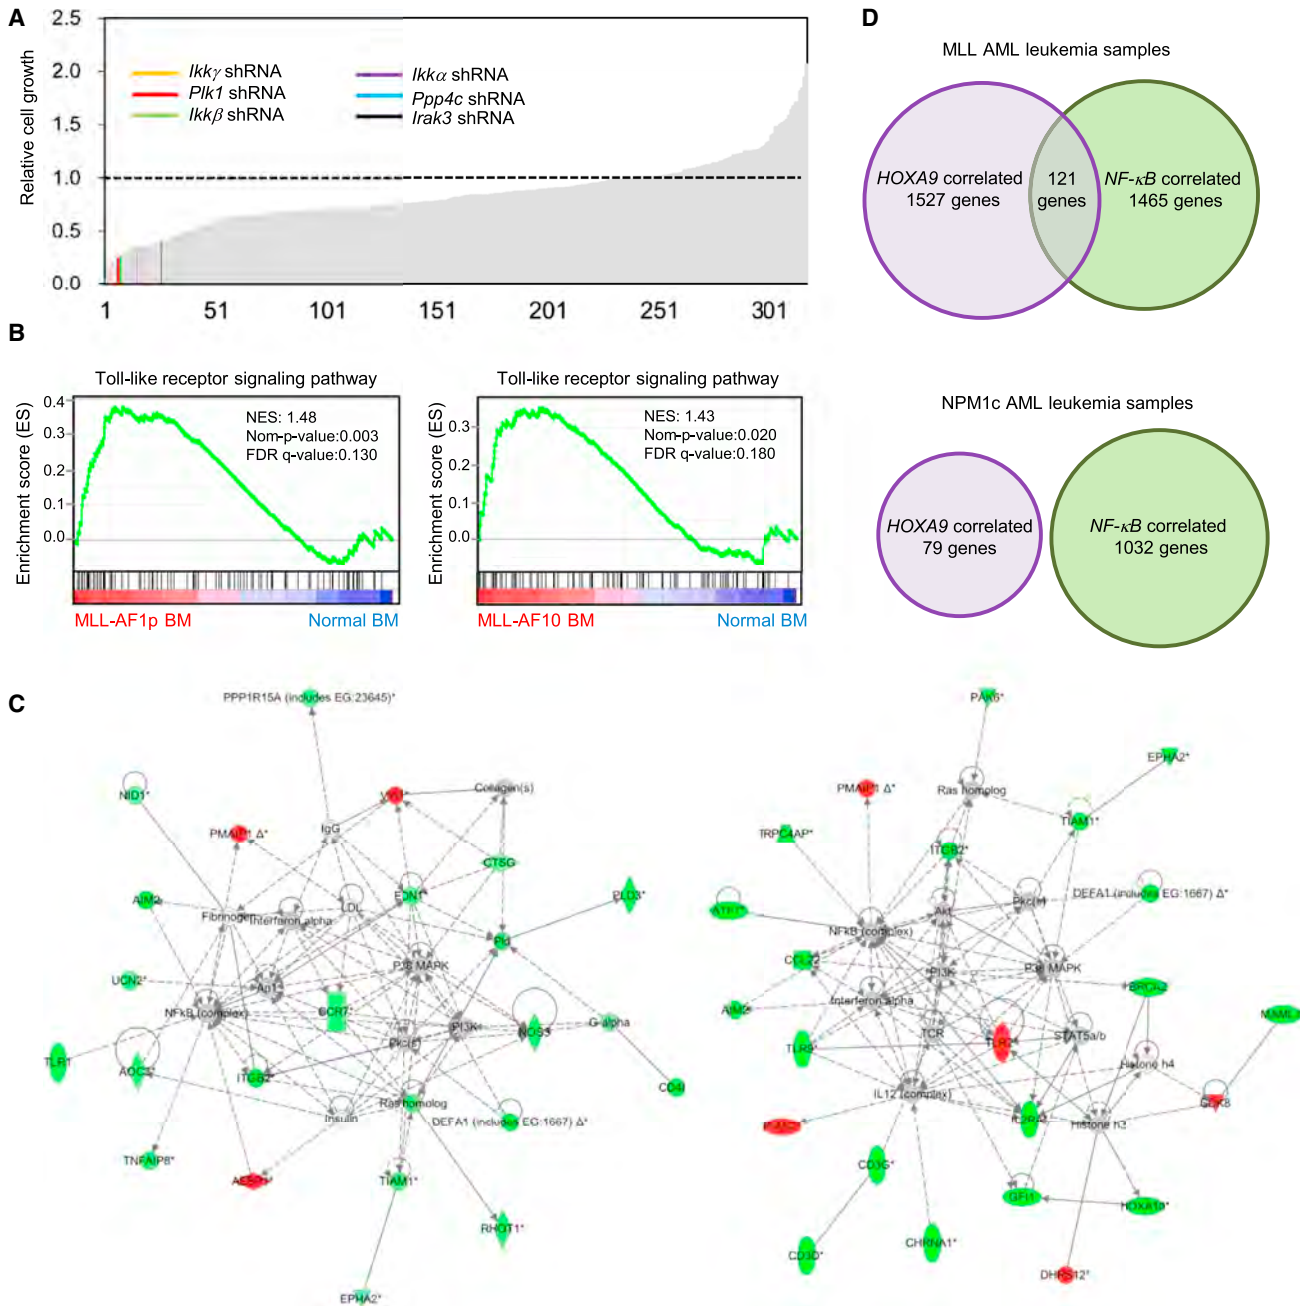 A
Relative cell growth
2.5
2.0
1.5
1.0
0.5
0.0
Ikkγ shRNA
Plk1 shRNA
Ikkβ shRNA
Ikkα shRNA
Ppp4c shRNA
Irak3 shRNA
1 51 101 151 201 251 301
B
Toll-like receptor signaling pathway
Enrichment score (ES)
0.4
0.3
0.2
0.1
0.0
NES: 1.48
Nom-p-value:0.003
FDR q-value:0.130
MLL-AF1p BM Normal BM
Toll-like receptor signaling pathway
Enrichment score (ES)
0.3
0.2
0.1
0.0
NES: 1.43
Nom-p-value:0.020
FDR q-value:0.180
MLL-AF10 BM Normal BM
C
PPP1R15A (includes EG:23645)*
NID1*
Collagen(s)
PMAIP1 Δ*
IgG
CTSG
AIM2
Fibrinogen
Interferon alpha
LDL
EDN1*
PLD3*
Pld
UCN2*
Ap1
P38 MAPK
NFkB (complex)
CCR7*
PI3K
NOS3
G alpha
Pkc(s)
TLR1
AOC3*
ITGB2*
CD4
Insulin
Ras homolog
DEFA1 (includes EG:1667) Δ*
TNFAIP8*
TIAM1*
RHOT1*
EPHA2*
PAK6*
EPHA2*
PMAIP1 Δ*
Ras homolog
TIAM1*
TRPC4AP*
ITGB2*
DEFA1 (includes EG:1667) Δ*
Akt
Pkc(s)
NFkB (complex)
CCL22
PI3K
P38 MAPK
Interferon alpha
AIM2*
TCR
STAT5a/b
TLR9*
Histone h4
IL12 (complex)
Histone h3
CD3G*
GFI1
HOXA10*
CD3D*
CHRNA1*
DHRS12*
D
MLL AML leukemia samples
HOXA9 correlated
1527 genes
121
genes
NF-κB correlated
1465 genes
NPM1c AML leukemia samples
HOXA9 correlated
79 genes
NF-κB correlated
1032 genes